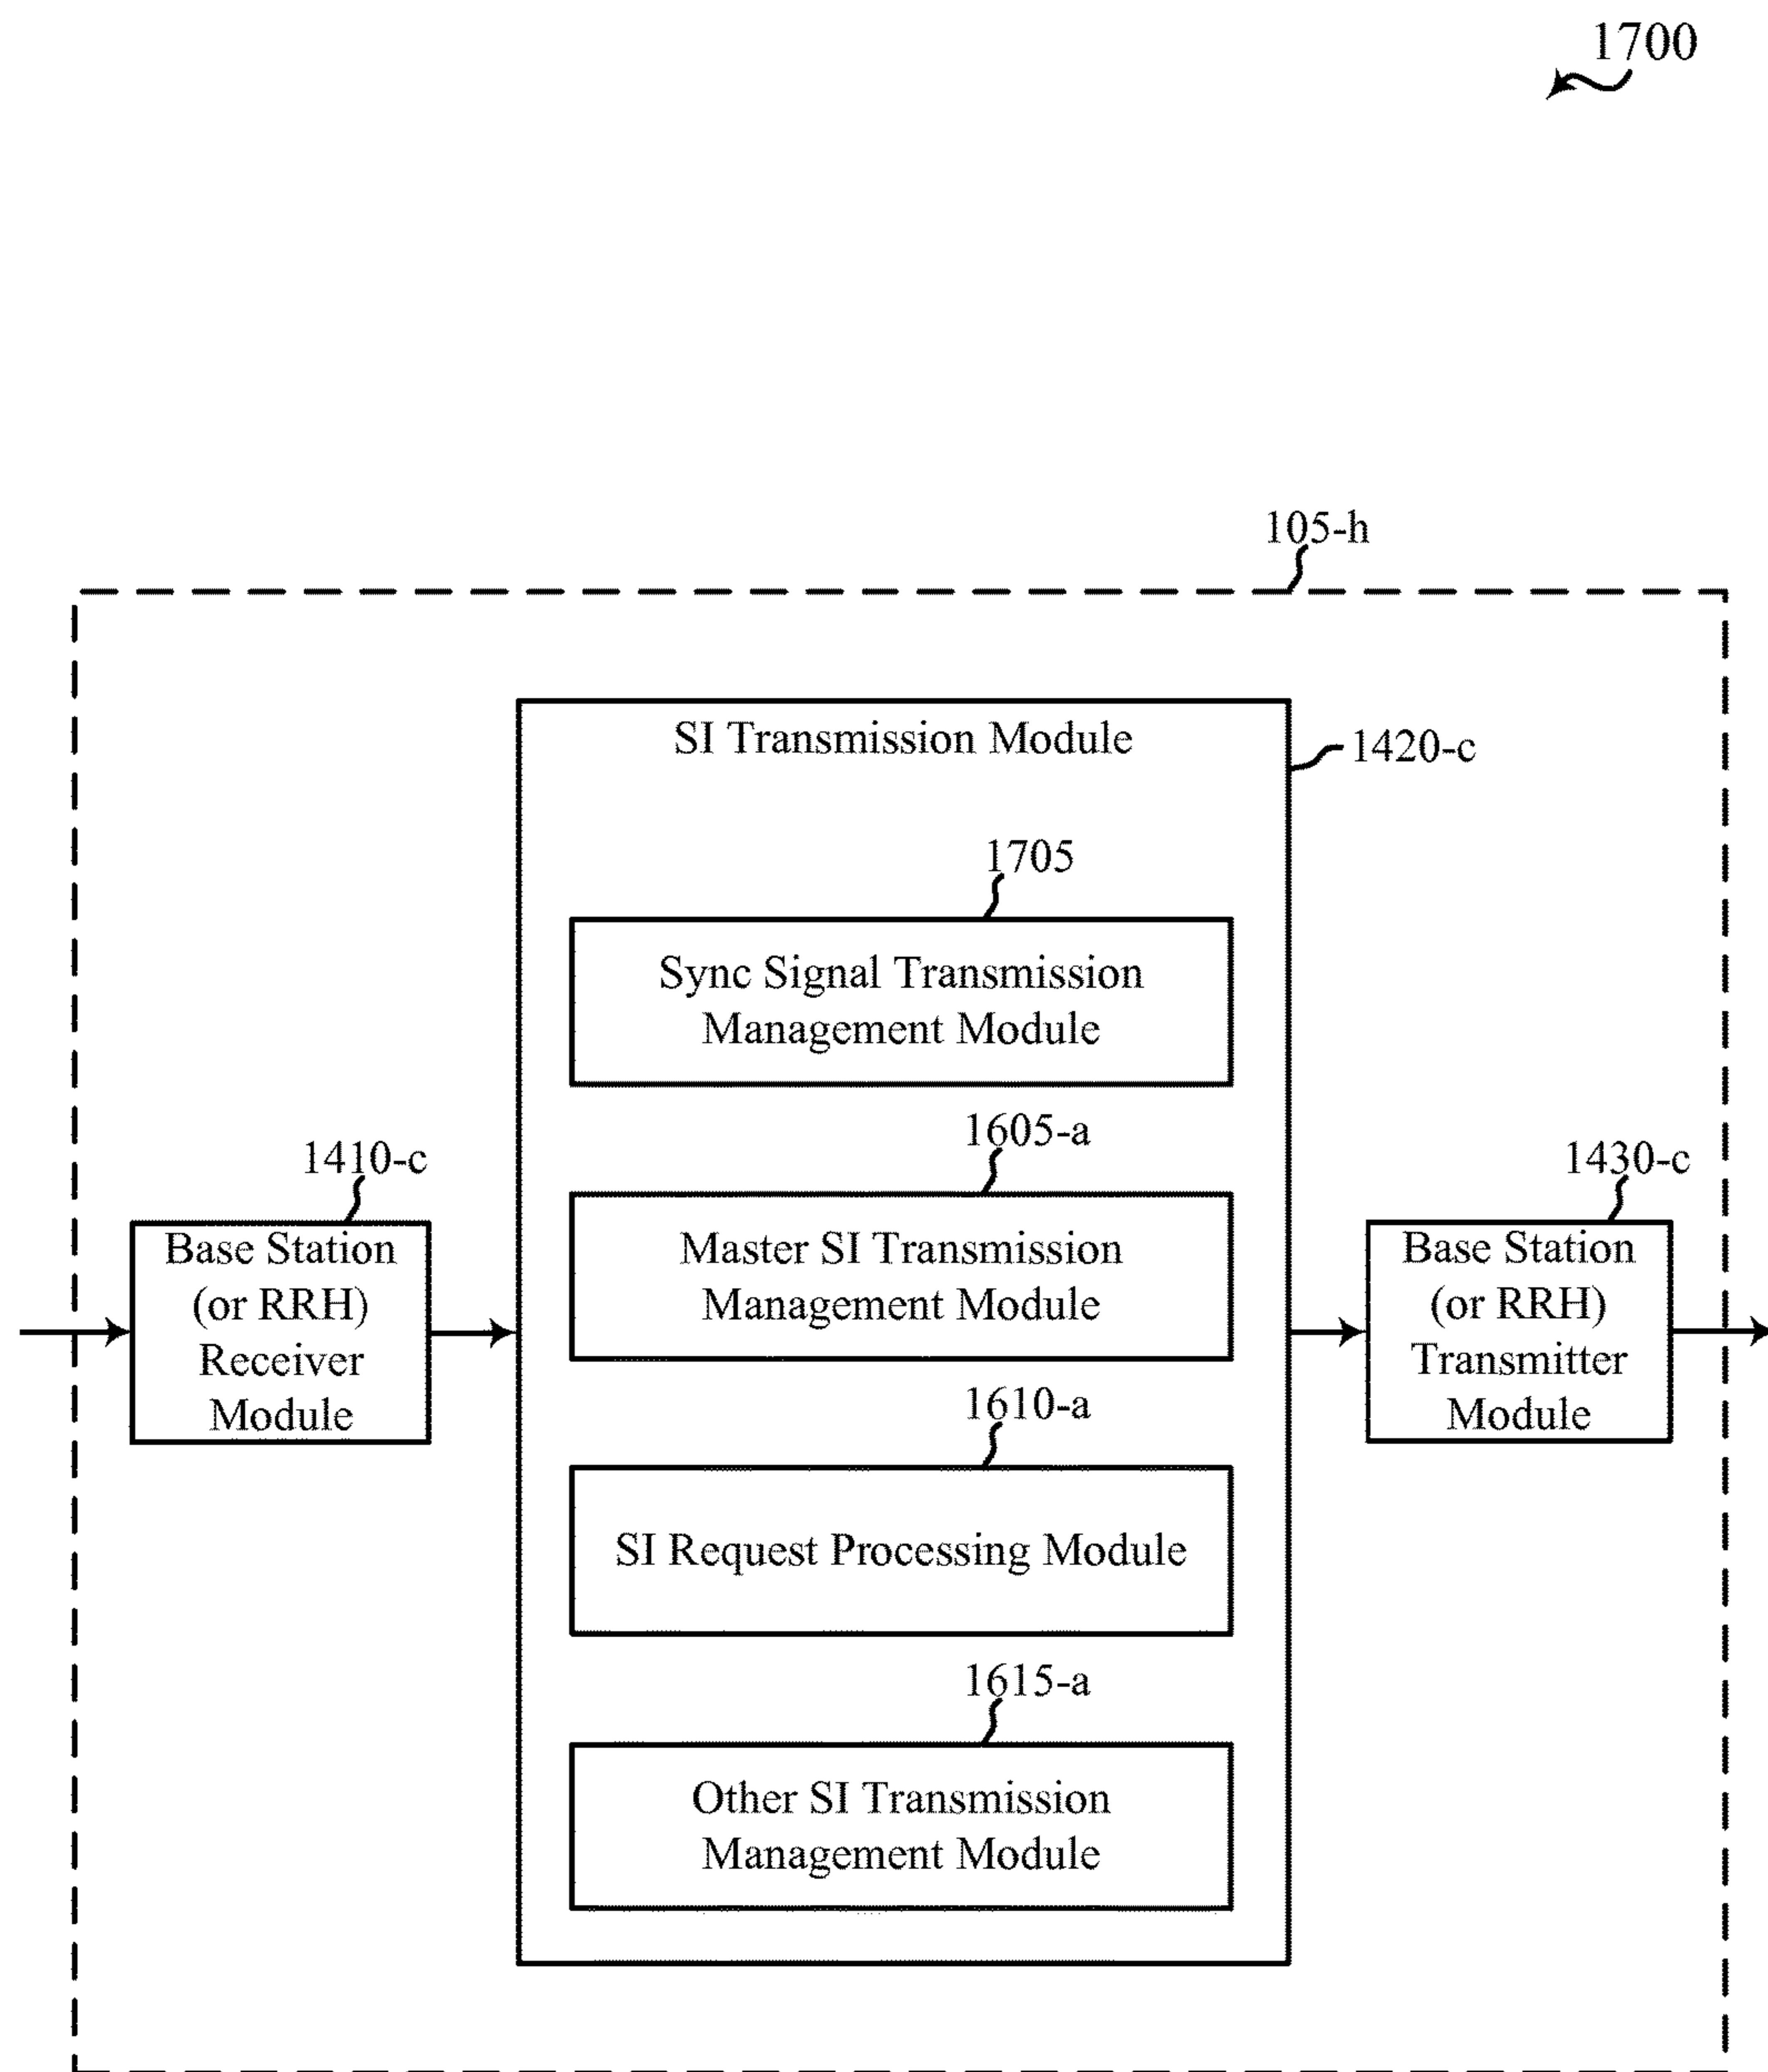 1700
105-h
SI Transmission Module
1420-c
1705
Sync Signal Transmission
Management Module
1605-a
Master SI Transmission
Management Module
1410-c
Base Station
(or RRH)
Receiver
Module
1430-c
Base Station
(or RRH)
Transmitter
Module
1610-a
SI Request Processing Module
1615-a
Other SI Transmission
Management Module